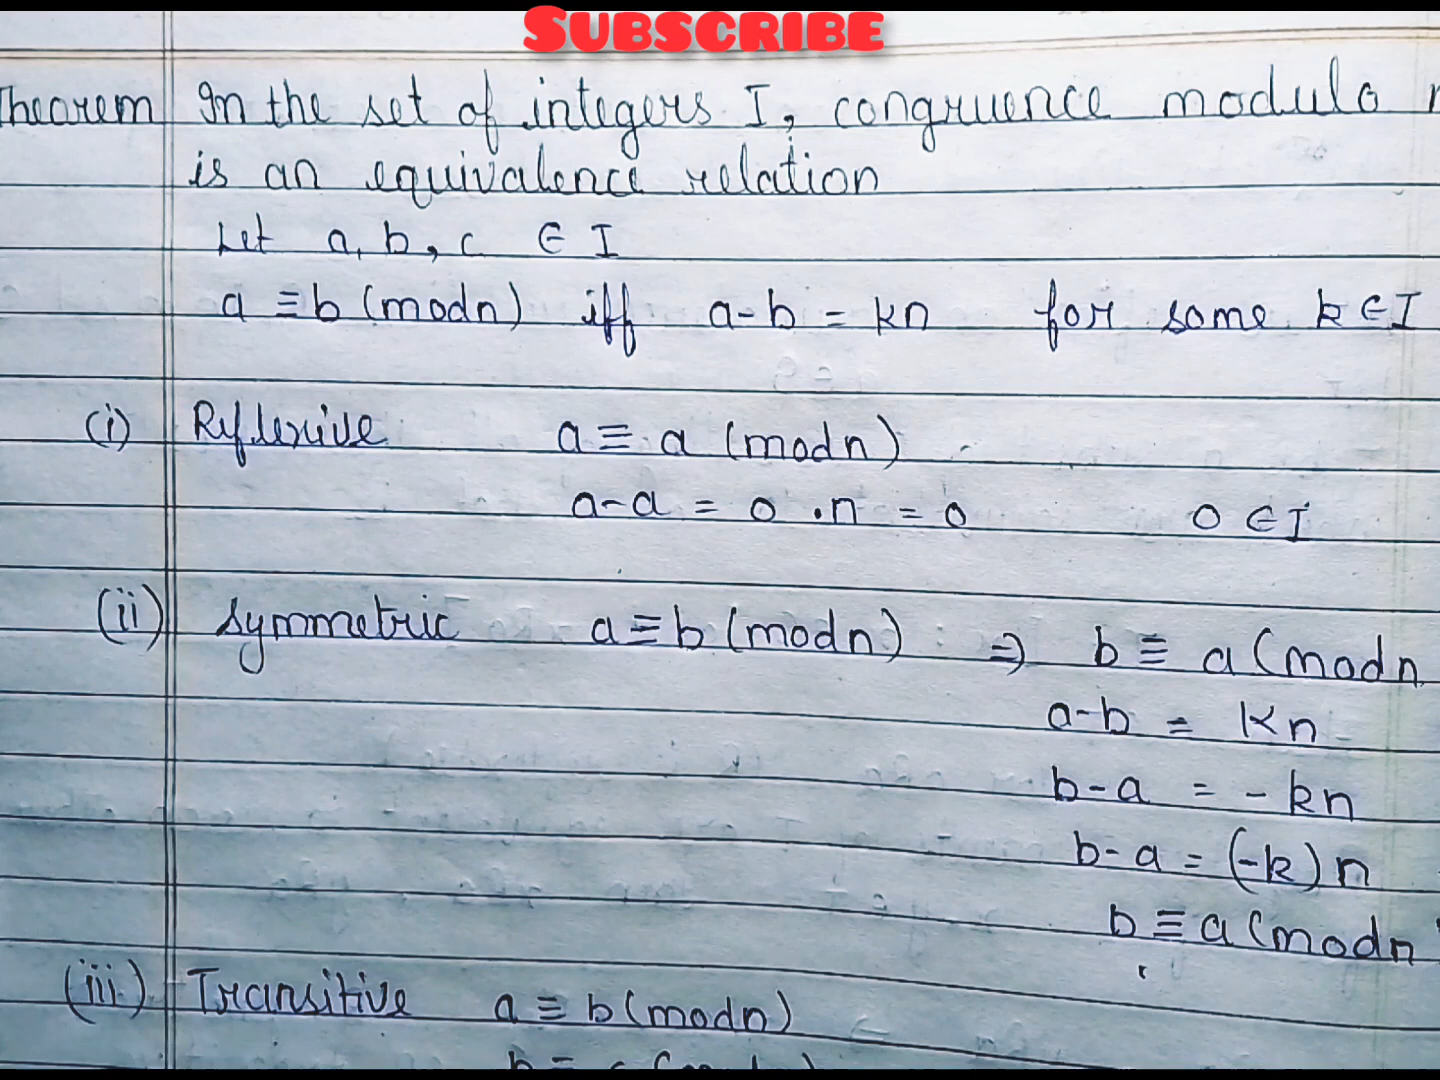 SUBSCRIBE
Theorem In the set of integers I, congruence modulo n
is an equivalence relation
Let a, b, c ∈ I
a ≡ b (mod n) iff a - b = kn for some k ∈ I
(i) Reflexive a ≡ a (mod n)
a - a = 0 . n = 0 0 ∈ I
(ii) Symmetric a ≡ b (mod n) ⇒ b ≡ a (mod n
a - b = Kn
b - a = - kn
b - a = (-k) n
b ≡ a (mod n
(iii) Transitive a ≡ b (mod n)